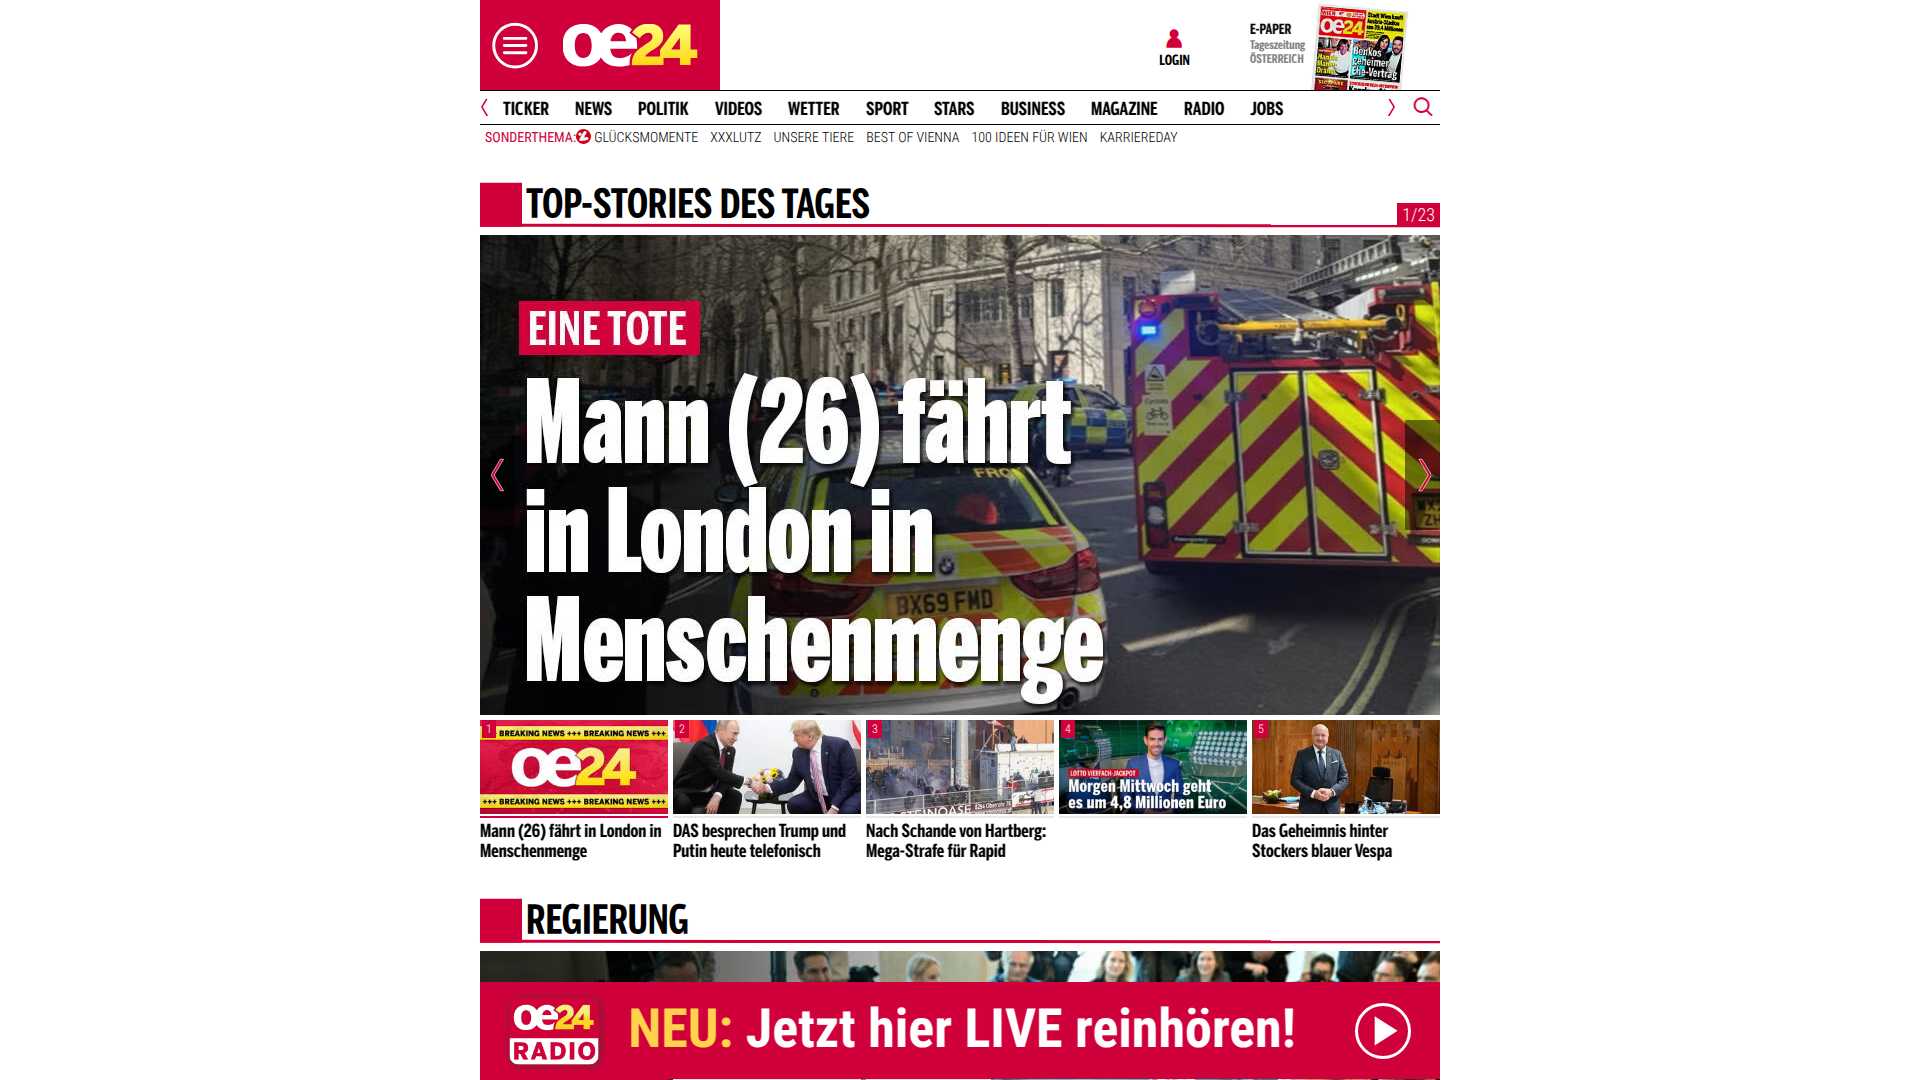 oe24
LOGIN
E-PAPER
Tageszeitung
ÖSTERREICH
oe24
TICKER NEWS POLITIK VIDEOS WETTER SPORT STARS BUSINESS MAGAZINE RADIO JOBS
SONDERTHEMA: GLÜCKSMOMENTE XXXLUTZ UNSERE TIERE BEST OF VIENNA 100 IDEEN FÜR WIEN KARRIEREDAY
TOP-STORIES DES TAGES
1/23
EINE TOTE
Mann (26) fährt
in London in
Menschenmenge
BX69 FMD
1
BREAKING NEWS +++ BREAKING NEWS +++
oe24
+++ BREAKING NEWS +++ BREAKING NEWS
Mann (26) fährt in London in
Menschenmenge
2
DAS besprechen Trump und
Putin heute telefonisch
3
STEINOASE
Nach Schande von Hartberg:
Mega-Strafe für Rapid
4
LOTTO VIERFACH-JACKPOT
Morgen Mittwoch geht
es um 4,8 Millionen Euro
5
Das Geheimnis hinter
Stockers blauer Vespa
REGIERUNG
oe24
RADIO
NEU: Jetzt hier LIVE reinhören!